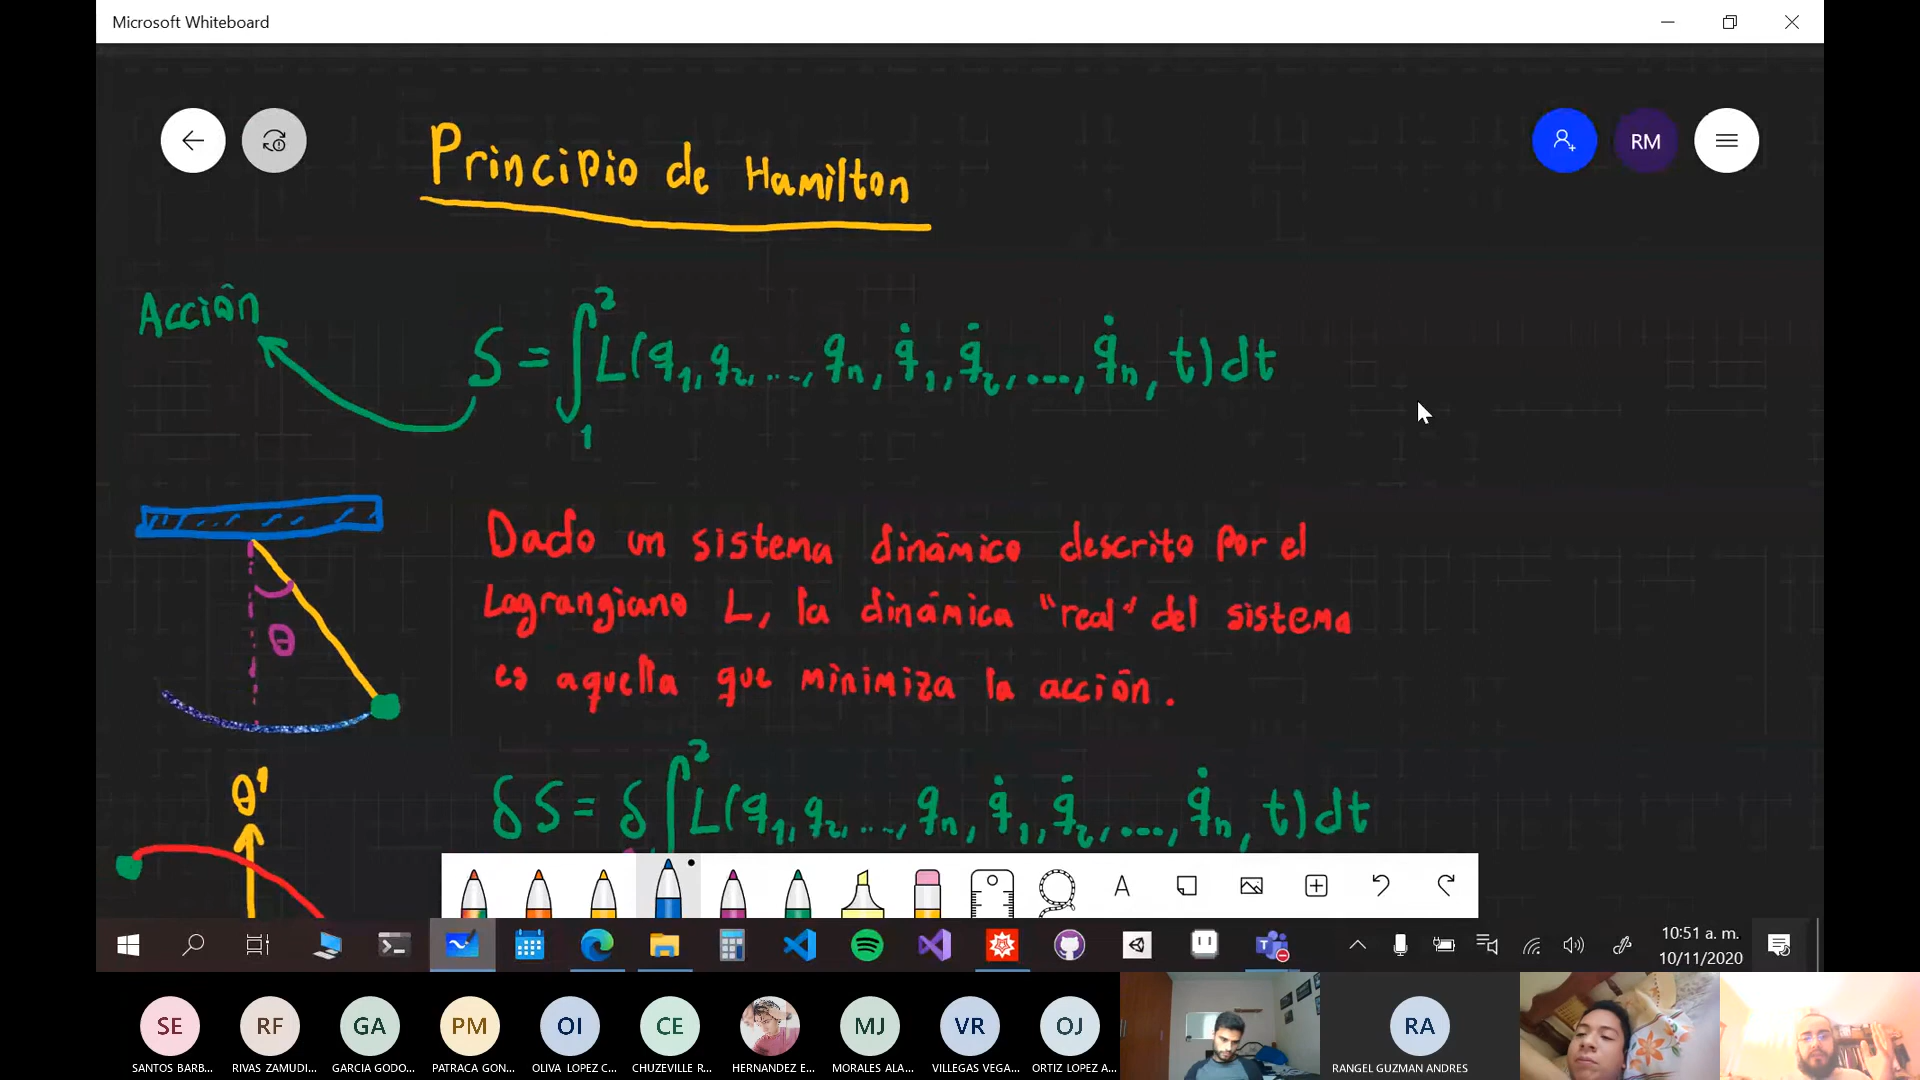 Microsoft Whiteboard
RM
Principio de Hamilton
Acción
S = ∫₁² L(q₁, q₂, ..., qₙ, q̇₁, q̇₂, ..., q̇ₙ, t) dt
θ
Dado un sistema dinámico descrito por el
Lagrangiano L, la dinámica "real" del sistema
es aquella que minimiza la acción.
θ'
δS = δ∫² L(q₁, q₂, ..., qₙ, q̇₁, q̇₂, ..., q̇ₙ, t) dt
A
10:51 a. m.
10/11/2020
SE
RF
GA
PM
OI
CE
MJ
VR
OJ
RA
SANTOS BARB...
RIVAS ZAMUDI...
GARCIA GODO...
PATRACA GON...
OLIVA LOPEZ C...
CHUZEVILLE R...
HERNANDEZ E...
MORALES ALA...
VILLEGAS VEGA...
ORTIZ LOPEZ A...
RANGEL GUZMAN ANDRES